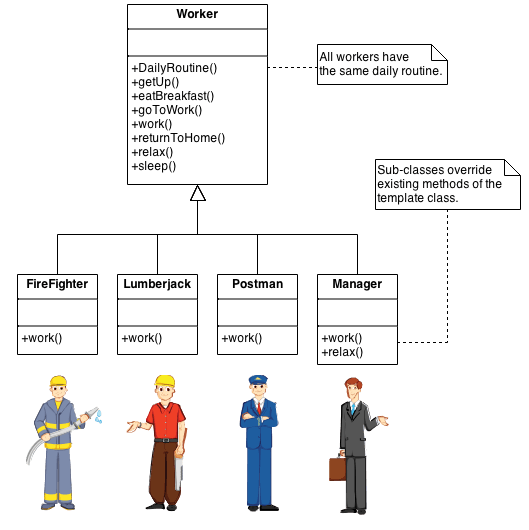 Worker
+DailyRoutine()
+getUp()
+eatBreakfast()
+goToWork()
+work()
+returnToHome()
+relax()
+sleep()
All workers have
the same daily routine.
Sub-classes override
existing methods of the
template class.
FireFighter
+work()
Lumberjack
+work()
Postman
+work()
Manager
+work()
+relax()